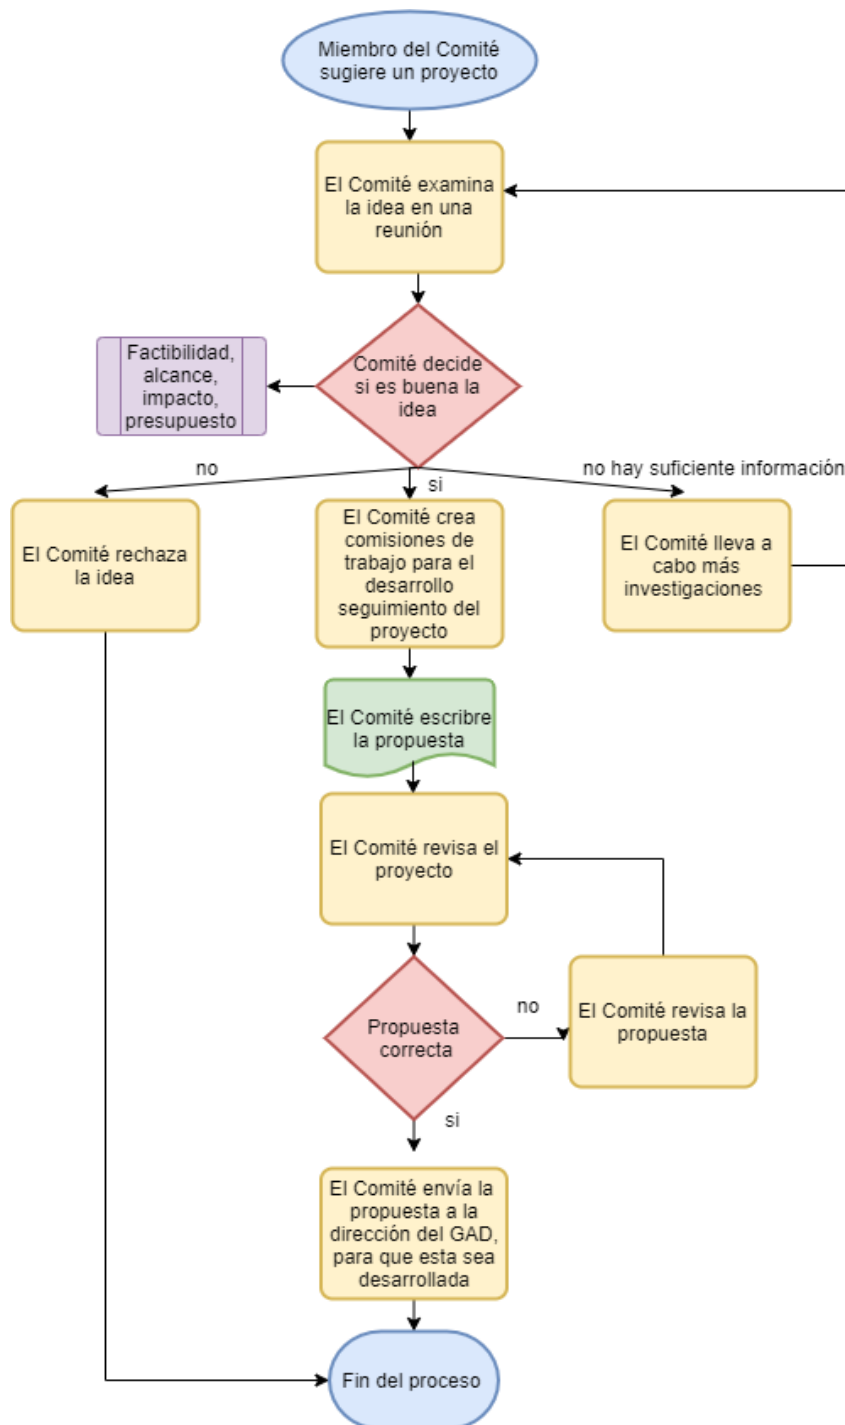 Miembro del Comité
sugiere un proyecto
El Comité examina
la idea en una
reunión
Comité decide
si es buena la
idea
Factibilidad,
alcance,
impacto,
presupuesto
no
si
no hay suficiente información
El Comité rechaza
la idea
El Comité crea
comisiones de
trabajo para el
desarrollo
seguimiento del
proyecto
El Comité lleva a
cabo más
investigaciones
El Comité escribre
la propuesta
El Comité revisa el
proyecto
Propuesta
correcta
no
El Comité revisa la
propuesta
si
El Comité envía la
propuesta a la
dirección del GAD,
para que esta sea
desarrollada
Fin del proceso